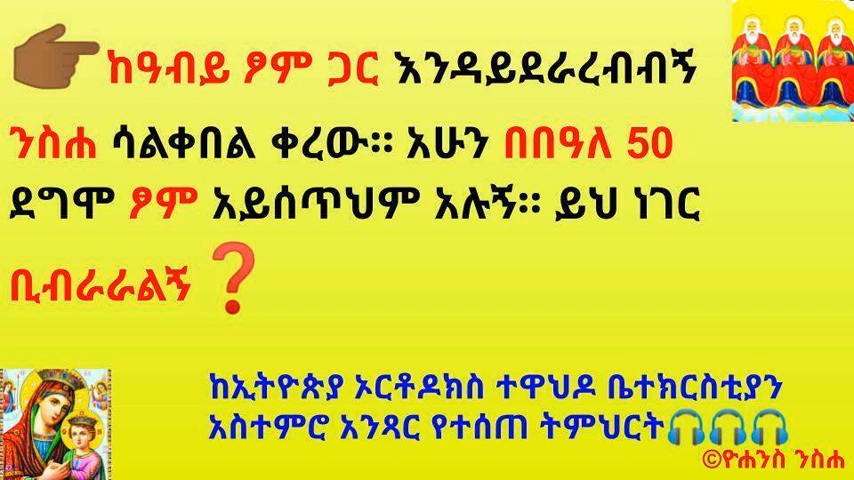 ከዓብይ ፆም ጋር እንዳይደራረብብኝ
ንስሐ ሳልቀበል ቀረው። አሁን በበዓለ 50
ደግሞ ፆም አይሰጥህም አሉኝ። ይህ ነገር
ቢብራራልኝ ❓
ከኢትዮጵያ ኦርቶዶክስ ተዋህዶ ቤተክርስቲያን
አስተምሮ አንጻር የተሰጠ ትምህርት🎧🎧🎧
©ዮሐንስ ንስሐ